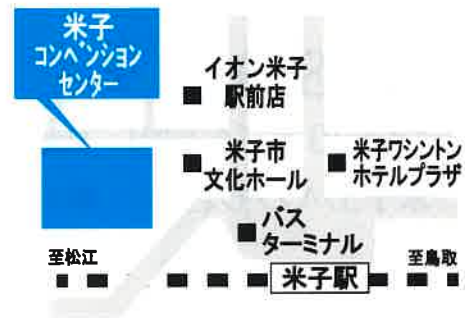 米子
コンベンション
センター
イオン米子
駅前店
米子市
文化ホール
米子ワシントン
ホテルプラザ
バス
ターミナル
至松江
至鳥取
米子駅